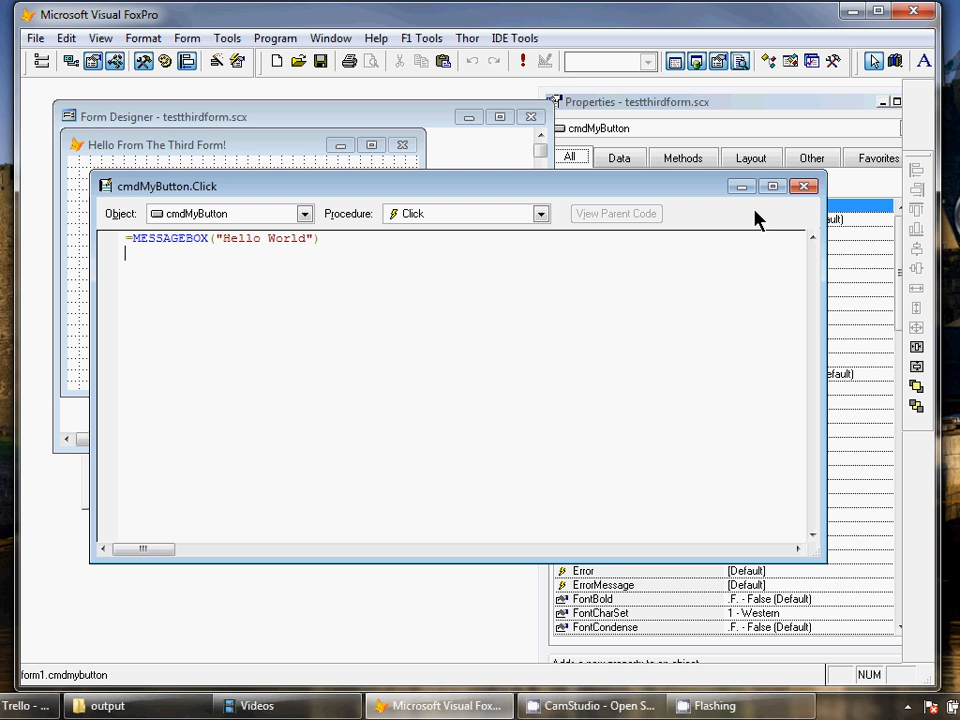 Microsoft Visual FoxPro
File Edit View Format Form Tools Program Window Help F1 Tools Thor IDE Tools
Form Designer - testthirdform.scx
Properties - testthirdform.scx
cmdMyButton
Hello From The Third Form!
All Data Methods Layout Other Favorites
cmdMyButton.Click
Object: cmdMyButton Procedure: Click View Parent Code
=MESSAGEBOX("Hello World")
Error [Default]
ErrorMessage [Default]
FontBold .F. - False (Default)
FontCharSet 1 - Western
FontCondense .F. - False (Default)
form1.cmdmybutton NUM
Trello - ... output Videos Microsoft Visual Fox... CamStudio - Open S... Flashing